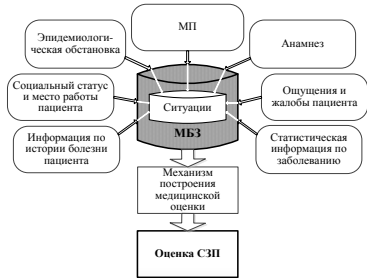 Эпидемиологи-
ческая обстановка
МП
Анамнез
Социальный статус
и место работы
пациента
Ситуации
Ощущения и
жалобы пациента
МБЗ
Информация по
истории болезни
пациента
Статистическая
информация по
заболеванию
Механизм
построения
медицинской
оценки
Оценка СЗП